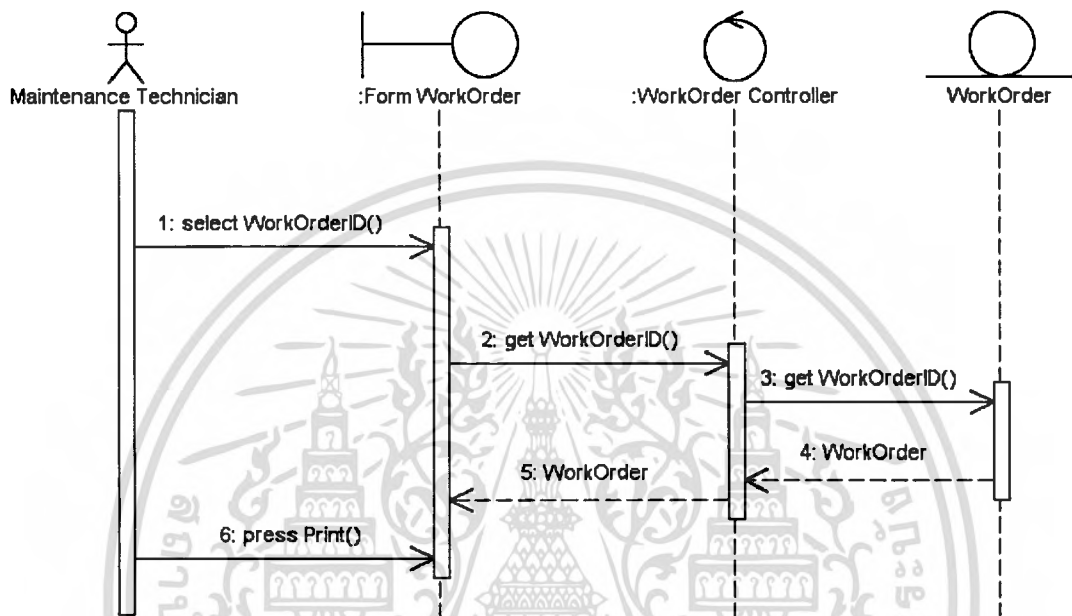 Maintenance Technician
:Form WorkOrder
:WorkOrder Controller
WorkOrder
1: select WorkOrderID()
2: get WorkOrderID()
3: get WorkOrderID()
4: WorkOrder
5: WorkOrder
6: press Print()